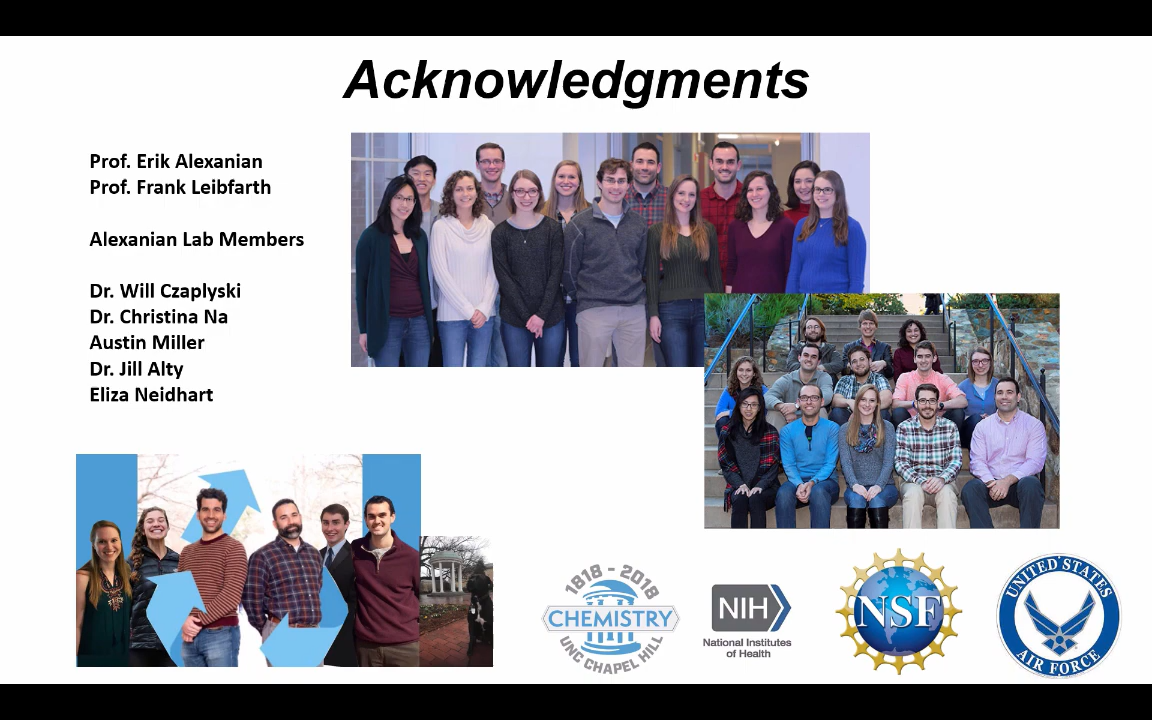 Acknowledgments
Prof. Erik Alexanian
Prof. Frank Leibfarth
Alexanian Lab Members
Dr. Will Czaplyski
Dr. Christina Na
Austin Miller
Dr. Jill Alty
Eliza Neidhart
1818 - 2018
CHEMISTRY
UNC CHAPEL HILL
NIH
National Institutes
of Health
NSF
UNITED STATES
AIR FORCE